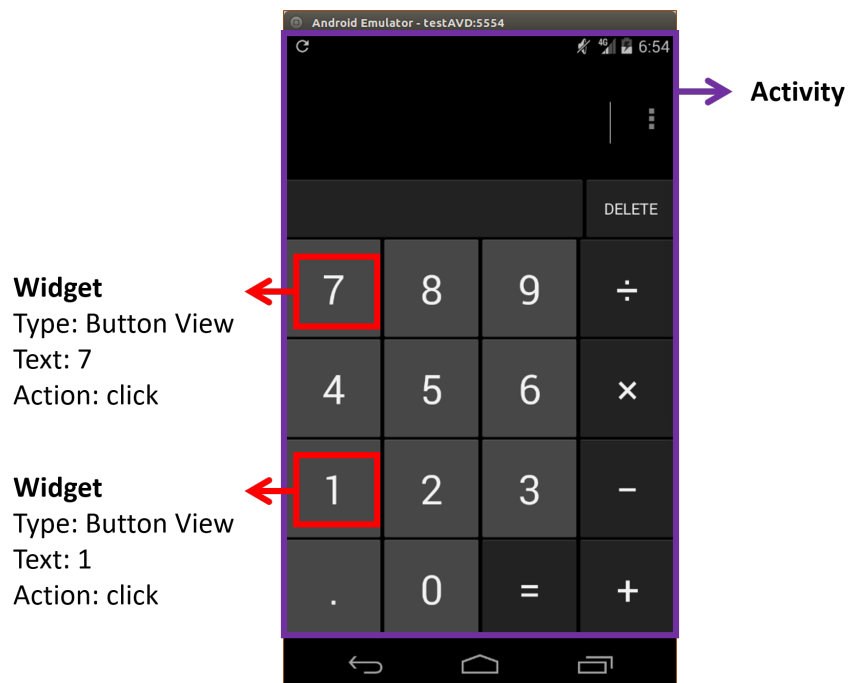 Android Emulator - testAVD:5554
4G 6:54
Activity
DELETE
7 8 9 ÷
Widget
Type: Button View
Text: 7
Action: click
4 5 6 ×
1 2 3 −
Widget
Type: Button View
Text: 1
Action: click
. 0 = +